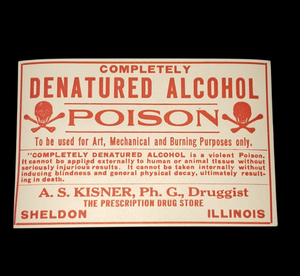 COMPLETELY
DENATURED ALCOHOL
POISON
To be used for Art, Mechanical and Burning Purposes only.
"COMPLETELY DENATURED ALCOHOL is a violent Poison.
It cannot be applied externally to human or animal tissue without
seriously injurious results. It cannot be taken internally without
inducing blindness and general physical decay, ultimately result-
ing in death.
A. S. KISNER, Ph. G., Druggist
THE PRESCRIPTION DRUG STORE
SHELDON ILLINOIS